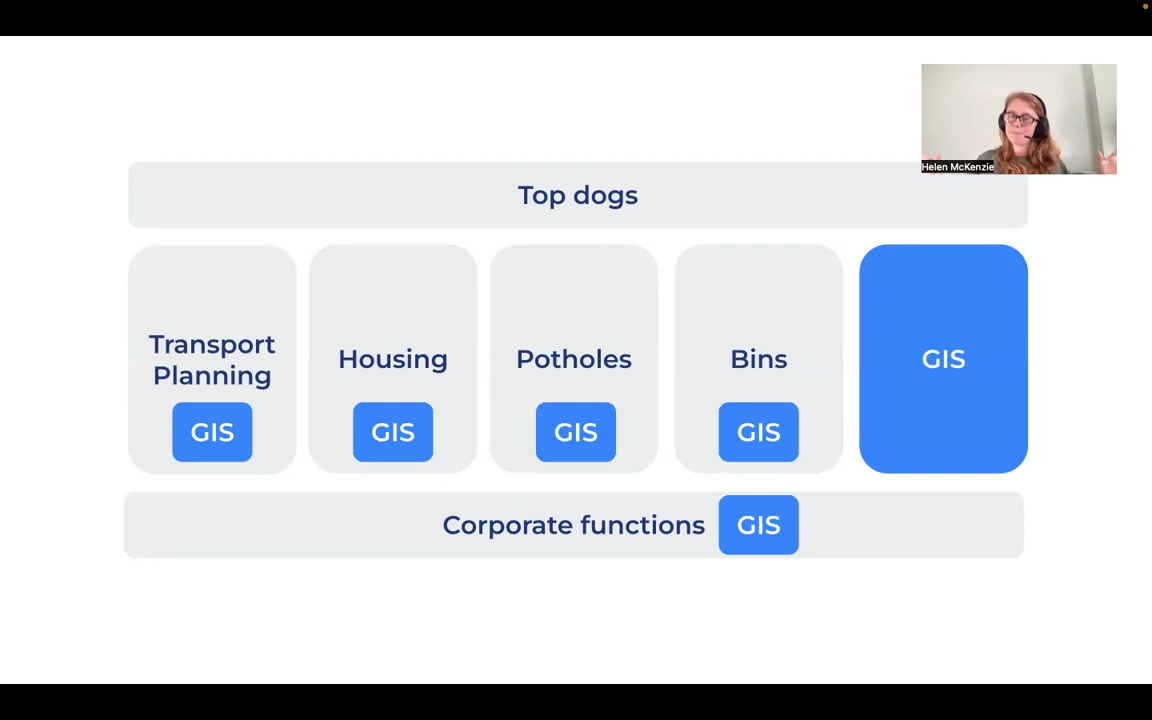 Helen McKenzie
Top dogs
Transport
Planning
GIS
Housing
GIS
Potholes
GIS
Bins
GIS
GIS
Corporate functions
GIS